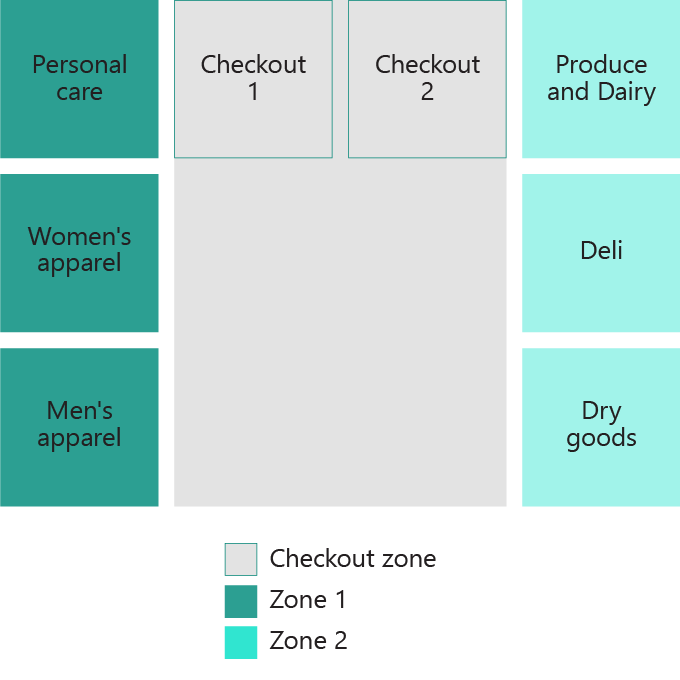 Personal
care
Checkout
1
Checkout
2
Produce
and Dairy
Women's
apparel
Deli
Men's
apparel
Dry
goods
Checkout zone
Zone 1
Zone 2